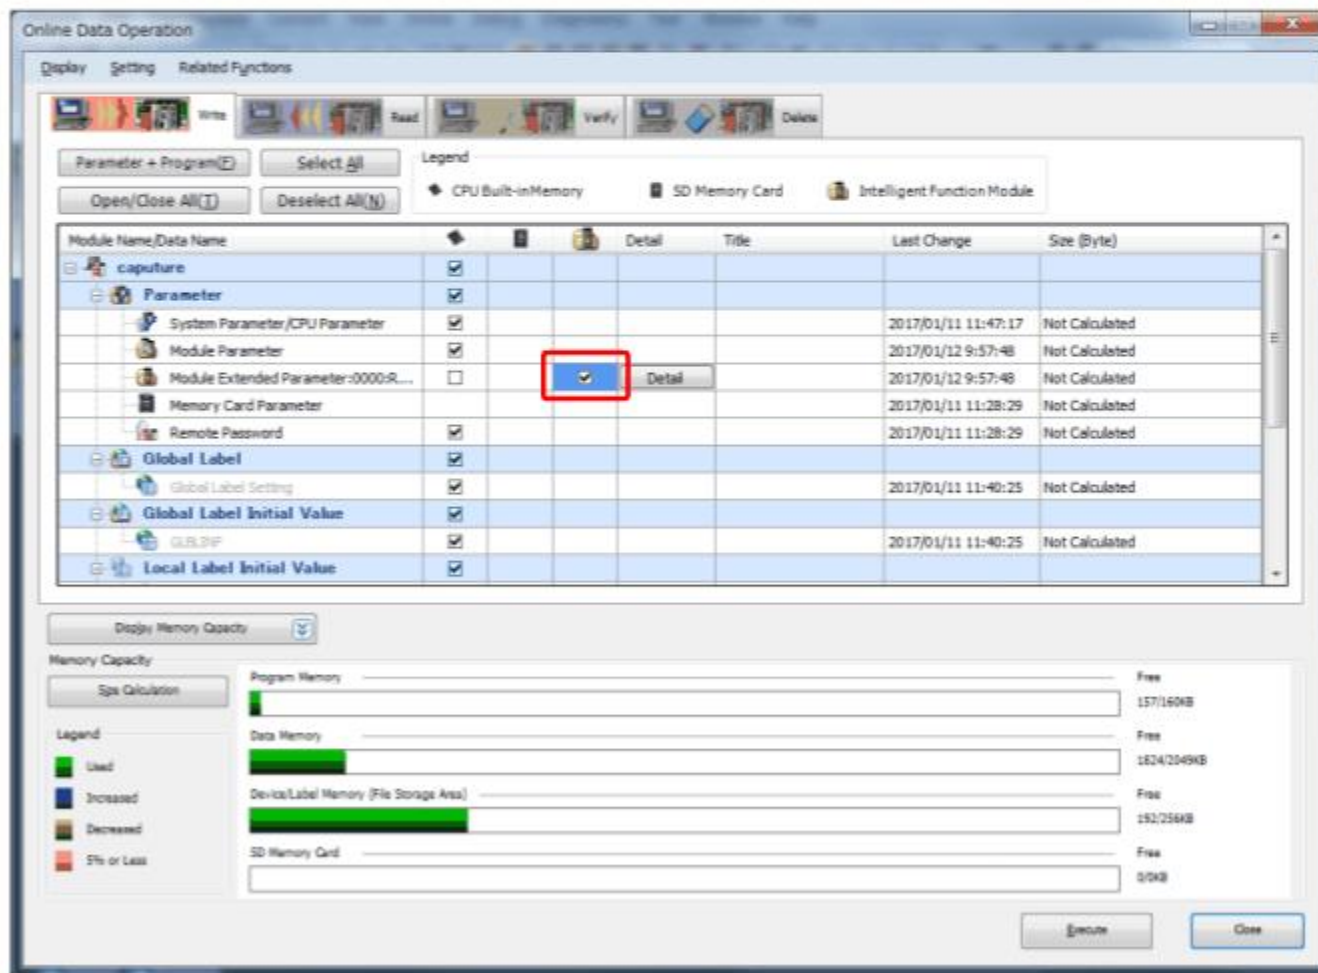 Online Data Operation
Display Setting Related Functions
Write Read Verify Delete
Parameter + Program(F) Select All Legend
CPU Built-in Memory SD Memory Card Intelligent Function Module
Open/Close All(T) Deselect All(N)
Module Name/Data Name Detail Title Last Change Size (Byte)
caputure
Parameter
System Parameter/CPU Parameter 2017/01/11 11:47:17 Not Calculated
Module Parameter 2017/01/12 9:57:48 Not Calculated
Module Extended Parameter:0000:R.... Detail 2017/01/12 9:57:48 Not Calculated
Memory Card Parameter 2017/01/11 11:28:29 Not Calculated
Remote Password 2017/01/11 11:28:29 Not Calculated
Global Label
Global Label Setting 2017/01/11 11:40:25 Not Calculated
Global Label Initial Value
GLBLINF 2017/01/11 11:40:25 Not Calculated
Local Label Initial Value
Display Memory Capacity
Memory Capacity
Size Calculation
Program Memory Free
157/160KB
Legend
Data Memory Free
1824/2049KB
Used
Increased
Device/Label Memory (File Storage Area) Free
192/256KB
Decreased
5% or Less
SD Memory Card Free
0/0KB
Execute Close